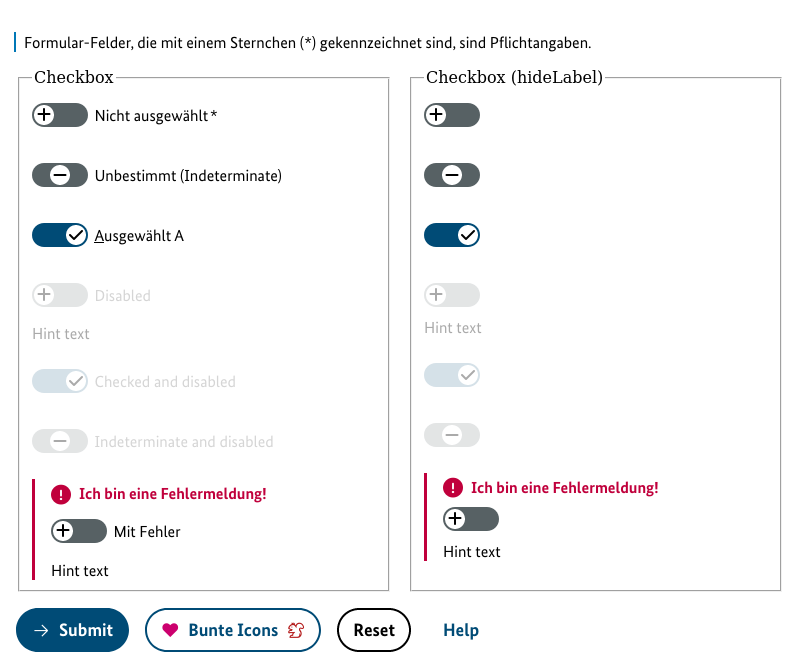 Formular-Felder, die mit einem Sternchen (*) gekennzeichnet sind, sind Pflichtangaben.
Checkbox
Nicht ausgewählt *
Unbestimmt (Indeterminate)
Ausgewählt A
Disabled
Hint text
Checked and disabled
Indeterminate and disabled
Ich bin eine Fehlermeldung!
Mit Fehler
Hint text
Checkbox (hideLabel)
Hint text
Ich bin eine Fehlermeldung!
Hint text
Submit
Bunte Icons
Reset
Help